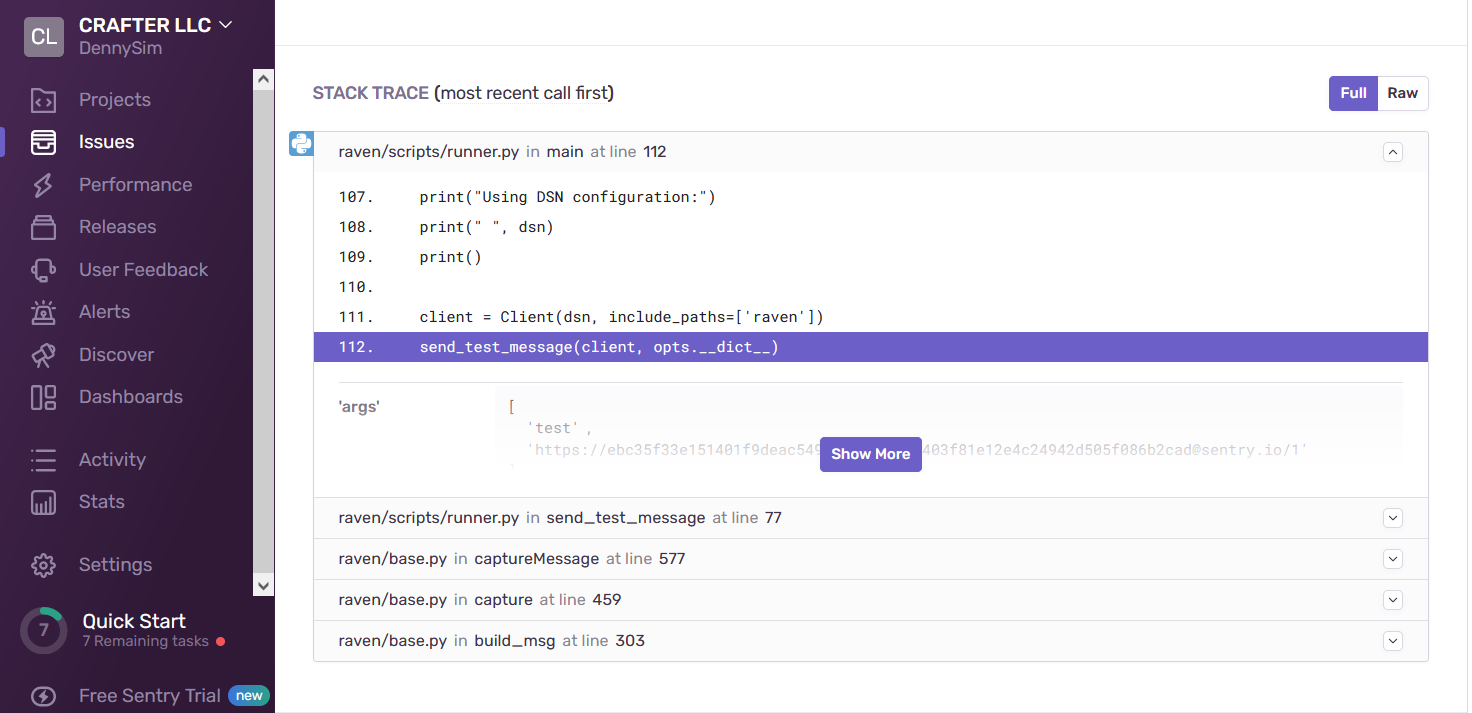 CL
CRAFTER LLC
DennySim
Projects
Issues
Performance
Releases
User Feedback
Alerts
Discover
Dashboards
Activity
Stats
Settings
7
Quick Start
7 Remaining tasks
Free Sentry Trial new
STACK TRACE (most recent call first)
Full Raw
raven/scripts/runner.py in main at line 112
107. print("Using DSN configuration:")
108. print(" ", dsn)
109. print()
110.
111. client = Client(dsn, include_paths=['raven'])
112. send_test_message(client, opts.__dict__)
'args'
[
'test',
'https://ebc35f33e151401f9deac549 403f81e12e4c24942d505f086b2cad@sentry.io/1'
Show More
raven/scripts/runner.py in send_test_message at line 77
raven/base.py in captureMessage at line 577
raven/base.py in capture at line 459
raven/base.py in build_msg at line 303